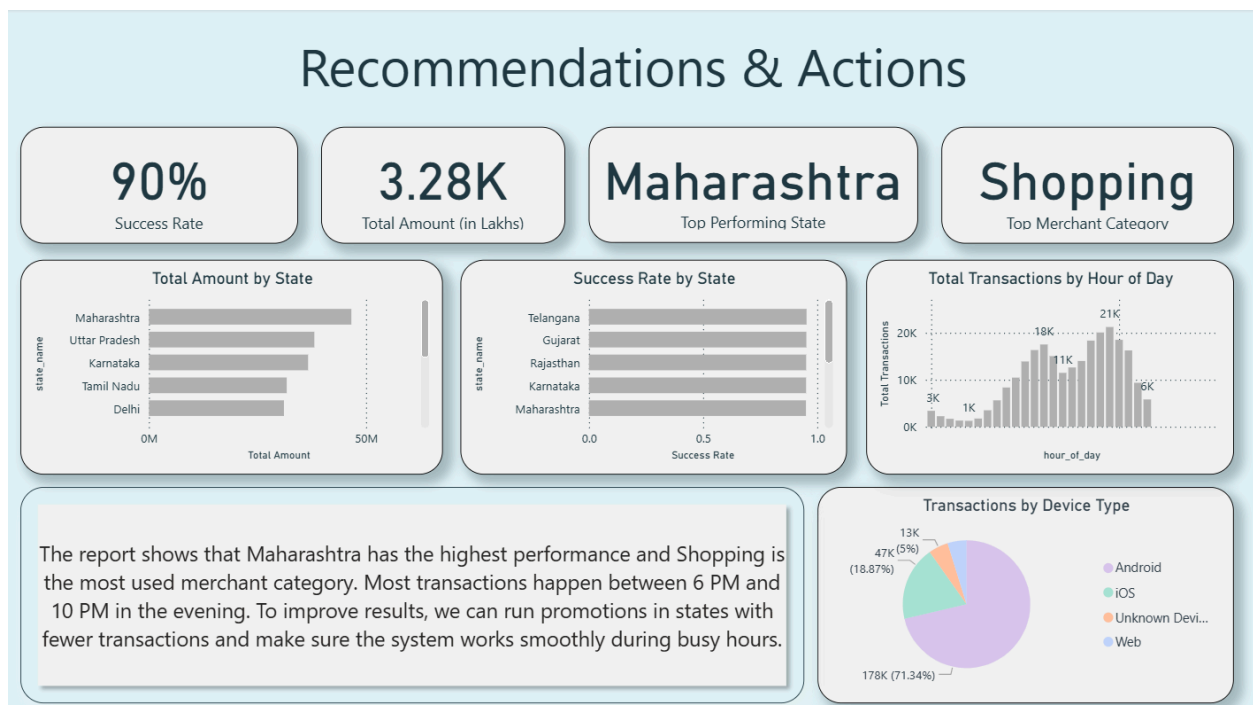 Recommendations & Actions
90%
Success Rate
3.28K
Total Amount (in Lakhs)
Maharashtra
Top Performing State
Shopping
Top Merchant Category
Total Amount by State
state_name
Maharashtra
Uttar Pradesh
Karnataka
Tamil Nadu
Delhi
0M
50M
Total Amount
Success Rate by State
state_name
Telangana
Gujarat
Rajasthan
Karnataka
Maharashtra
0.0
0.5
1.0
Success Rate
Total Transactions by Hour of Day
Total Transactions
20K
10K
0K
3K
1K
18K
11K
21K
6K
hour_of_day
The report shows that Maharashtra has the highest performance and Shopping is
the most used merchant category. Most transactions happen between 6 PM and
10 PM in the evening. To improve results, we can run promotions in states with
fewer transactions and make sure the system works smoothly during busy hours.
Transactions by Device Type
13K
(5%)
47K
(18.87%)
178K (71.34%)
Android
iOS
Unknown Devi...
Web